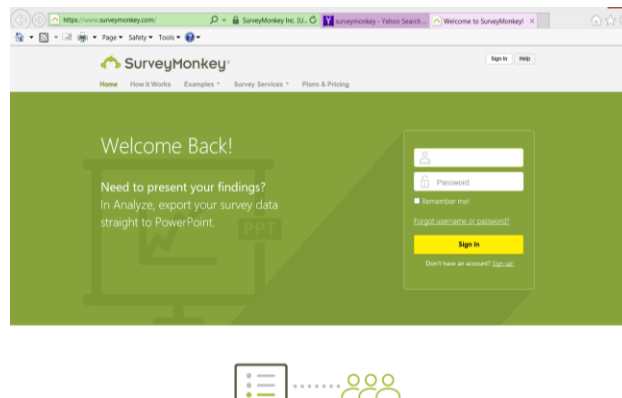 https://www.surveymonkey.com/
SurveyMonkey Inc. [U...
surveymonkey - Yahoo Search ...
Welcome to SurveyMonkey!
Page Safety Tools
SurveyMonkey
Sign In Help
Home How It Works Examples Survey Services Plans & Pricing
Welcome Back!
Need to present your findings?
In Analyze, export your survey data
straight to PowerPoint.
PPT
Password
Remember me!
Forgot username or password?
Sign In
Don't have an account? Sign up!